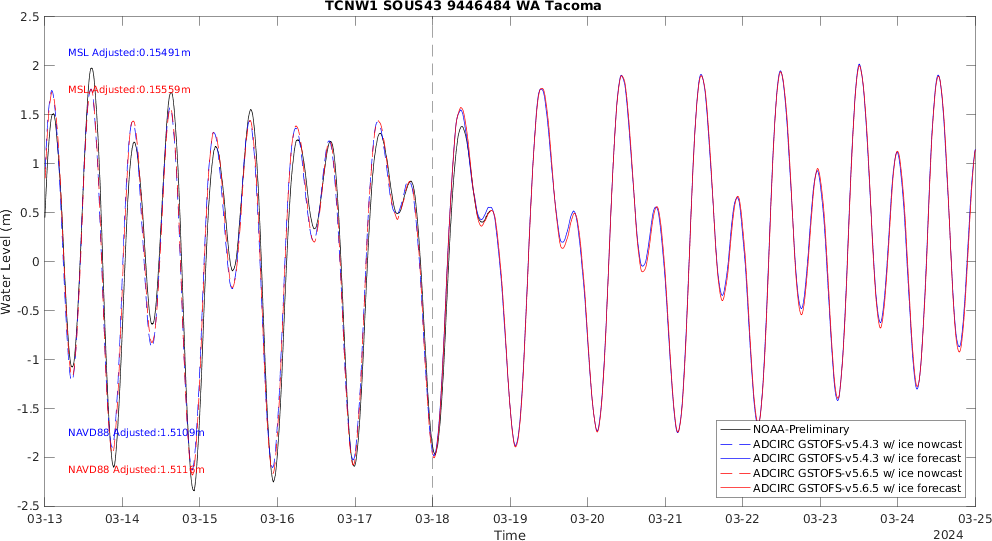 TCNW1 SOUS43 9446484 WA Tacoma
2.5
2
1.5
1
0.5
0
-0.5
-1
-1.5
-2
-2.5
Water Level (m)
MSL Adjusted:0.15491m
MSL Adjusted:0.15559m
NAVD88 Adjusted:1.5109m
NAVD88 Adjusted:1.5116m
NOAA-Preliminary
ADCIRC GSTOFS-v5.4.3 w/ ice nowcast
ADCIRC GSTOFS-v5.4.3 w/ ice forecast
ADCIRC GSTOFS-v5.6.5 w/ ice nowcast
ADCIRC GSTOFS-v5.6.5 w/ ice forecast
03-13 03-14 03-15 03-16 03-17 03-18 03-19 03-20 03-21 03-22 03-23 03-24 03-25
Time
2024